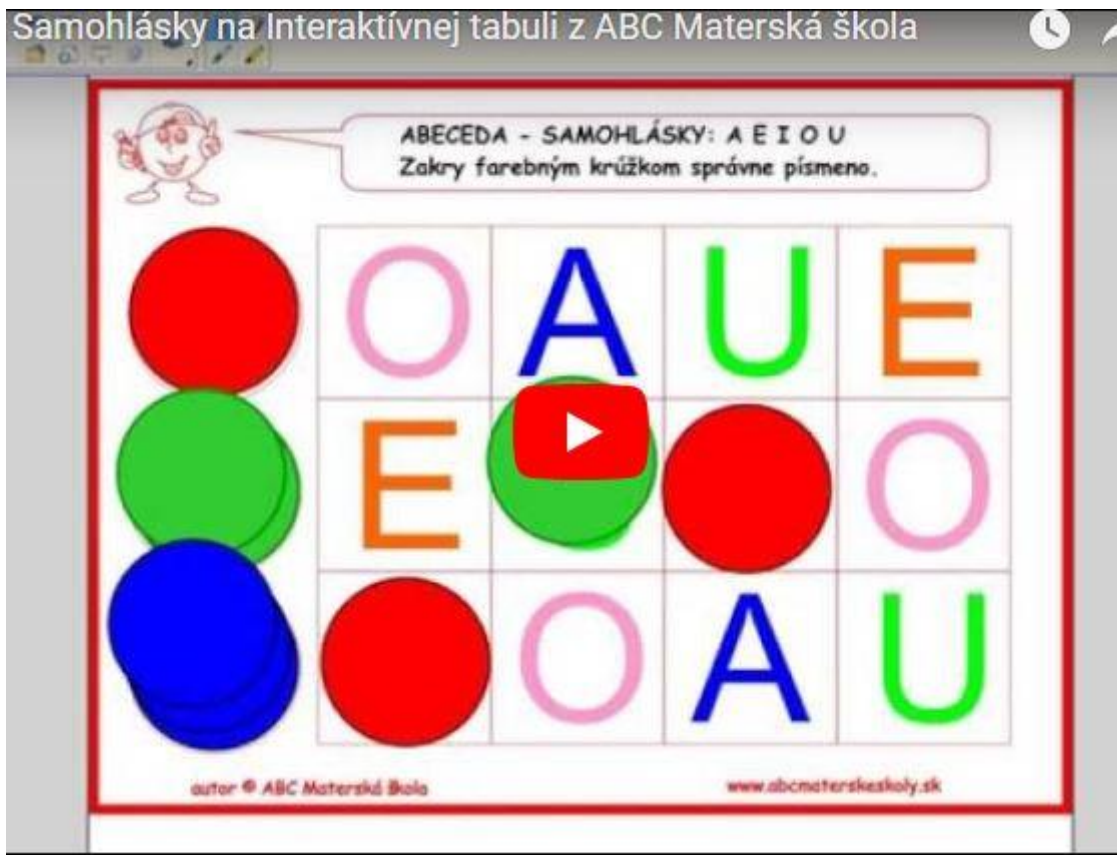 Samohlásky na Interaktívnej tabuli z ABC Materská škola
ABECEDA - SAMOHLÁSKY: A E I O U
Zakry farebným krúžkom správne písmeno.
O A U E
E O
O A U
autor © ABC Materská škola
www.abcmaterskeskoly.sk